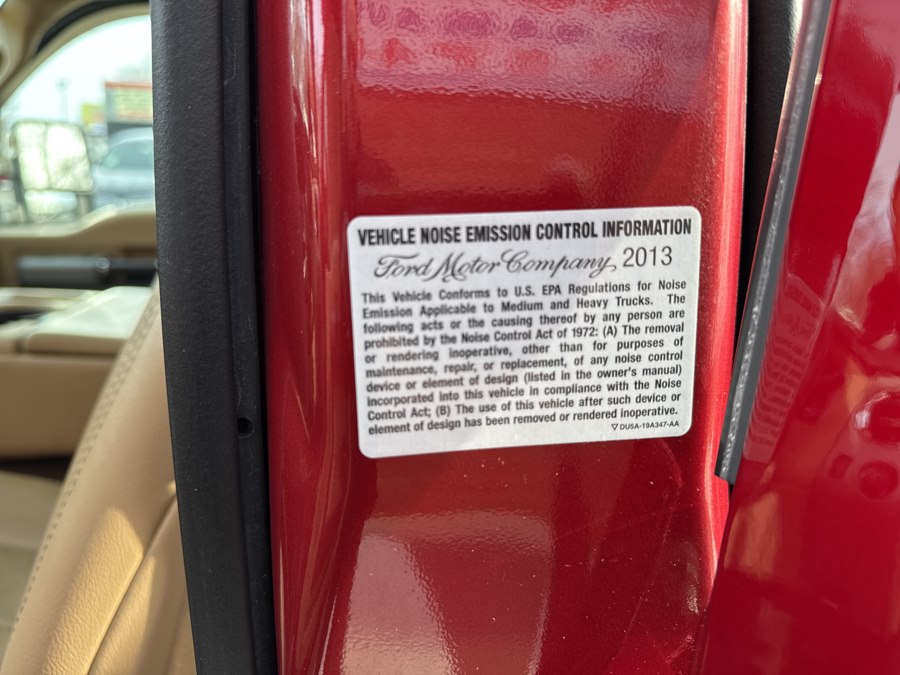 VEHICLE NOISE EMISSION CONTROL INFORMATION
Ford Motor Company, 2013
This Vehicle Conforms to U.S. EPA Regulations for Noise
Emission Applicable to Medium and Heavy Trucks. The
following acts or the causing thereof by any person are
prohibited by the Noise Control Act of 1972: (A) The removal
or rendering inoperative, other than for purposes of
maintenance, repair, or replacement, of any noise control
device or element of design (listed in the owner's manual)
incorporated into this vehicle in compliance with the Noise
Control Act; (B) The use of this vehicle after such device or
element of design has been removed or rendered inoperative.
▽ DU5A-19A347-AA